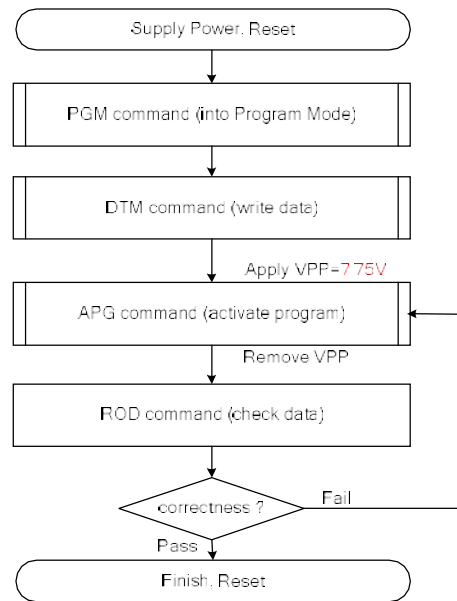 Supply Power, Reset
PGM command (into Program Mode)
DTM command (write data)
Apply VPP=7.75V
APG command (activate program)
Remove VPP
ROD command (check data)
correctness ?
Fail
Pass
Finish, Reset